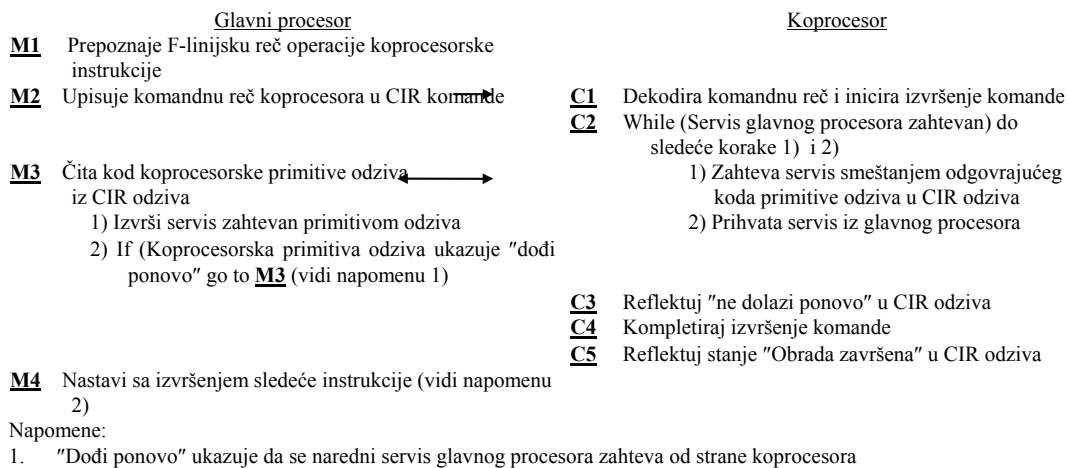 Glavni procesor
Koprocesor
M1 Prepoznaje F-linijsku reč operacije koprocesorske
instrukcije
M2 Upisuje komandnu reč koprocesora u CIR komande
C1 Dekodira komandnu reč i inicira izvršenje komande
C2 While (Servis glavnog procesora zahtevan) do
sledeće korake 1) i 2)
M3 Čita kod koprocesorske primitive odziva
iz CIR odziva
1) Izvrši servis zahtevan primitivom odziva
2) If (Koprocesorska primitiva odziva ukazuje ″dođi
ponovo″ go to M3 (vidi napomenu 1)
1) Zahteva servis smeštanjem odgovrajućeg
koda primitive odziva u CIR odziva
2) Prihvata servis iz glavnog procesora
C3 Reflektuj ″ne dolazi ponovo″ u CIR odziva
C4 Kompletiraj izvršenje komande
C5 Reflektuj stanje ″Obrada završena″ u CIR odziva
M4 Nastavi sa izvršenjem sledeće instrukcije (vidi napomenu
2)
Napomene:
1. ″Dođi ponovo″ ukazuje da se naredni servis glavnog procesora zahteva od strane koprocesora